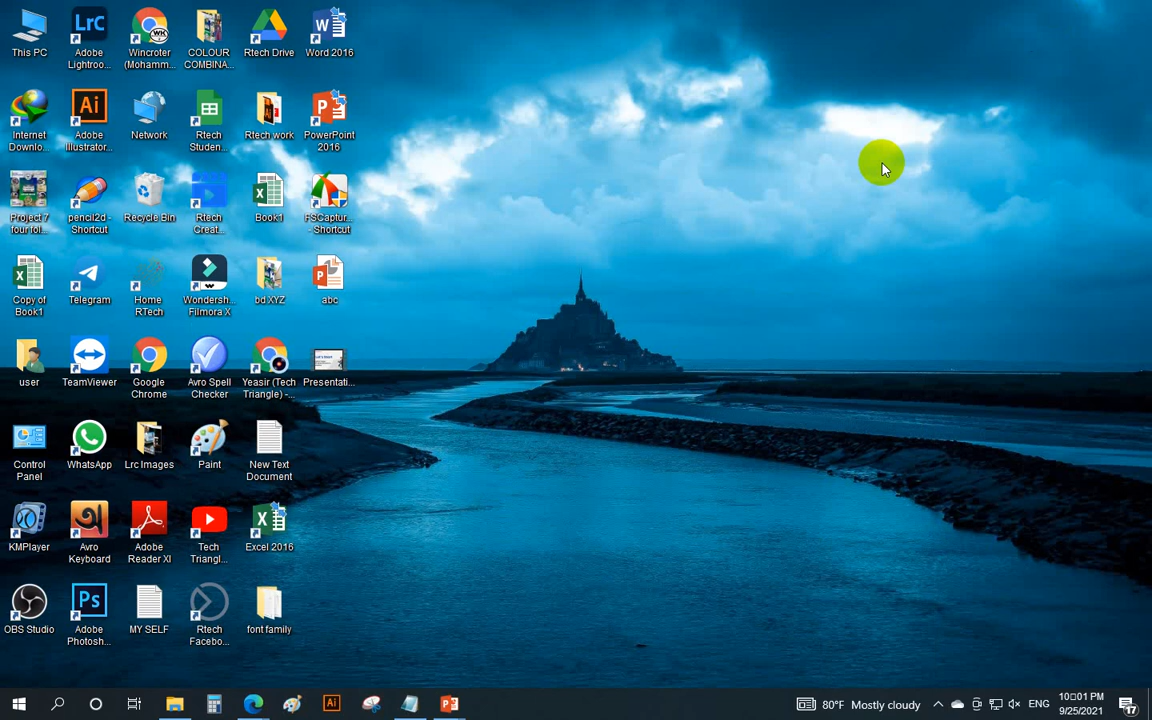 This PC
Adobe
Lightroo...
Wincroter
(Mohamm...
COLOUR
COMBINA...
Rtech Drive
Word 2016
Internet
Downlo...
Adobe
Illustrator...
Network
Rtech
Studen...
Rtech.work
PowerPoint
2016
Project 7
four fol...
pencil2d -
Shortcut
Recycle Bin
Rtech
Creat...
Book1
FSCaptur...
- Shortcut
Copy of
Book1
Telegram
Home
RTech
Wondersh...
Filmora X
bd XYZ
abc
user
TeamViewer
Google
Chrome
Avro Spell
Checker
Yeasir (Tech
Triangle) -...
Presentati...
Control
Panel
WhatsApp
Lrc Images
Paint
New Text
Document
KMPlayer
Avro
Keyboard
Adobe
Reader XI
Tech
Triangl...
Excel 2016
OBS Studio
Adobe
Photosh...
MY SELF
Rtech
Facebo...
font family
80°F Mostly cloudy
ENG
10□01 PM
9/25/2021
17